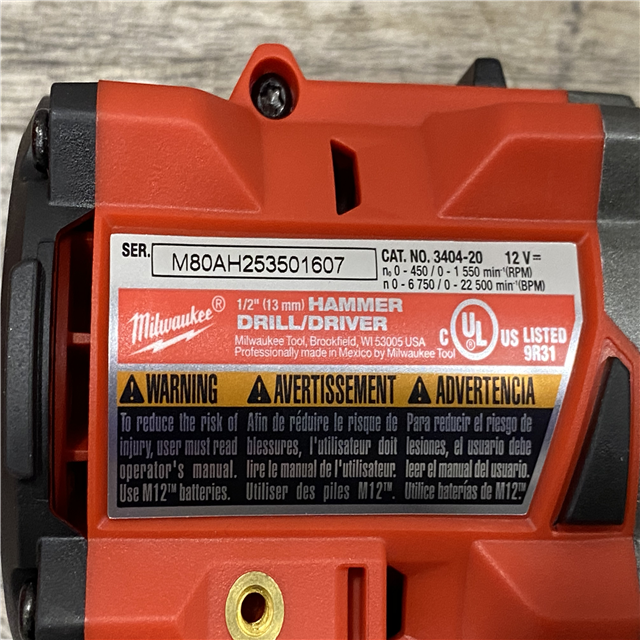 SER. M80AH253501607
CAT. NO. 3404-20 12 V⎓
n₀ 0 - 450 / 0 - 1 550 min⁻¹(RPM)
n 0 - 6 750 / 0 - 22 500 min⁻¹(BPM)
Milwaukee®
1/2" (13 mm) HAMMER
DRILL/DRIVER
Milwaukee Tool, Brookfield, WI 53005 USA
Professionally made in Mexico by Milwaukee Tool
C UL® US LISTED
9R31
WARNING
To reduce the risk of
injury, user must read
operator's manual.
Use M12™ batteries.
AVERTISSEMENT
Afin de réduire le risque de
blessures, l'utilisateur doit
lire le manuel de l'utilisateur.
Utiliser des piles M12™.
ADVERTENCIA
Para reducir el riesgo de
lesiones, el usuario debe
leer el manual del usuario.
Utilice baterías de M12™.